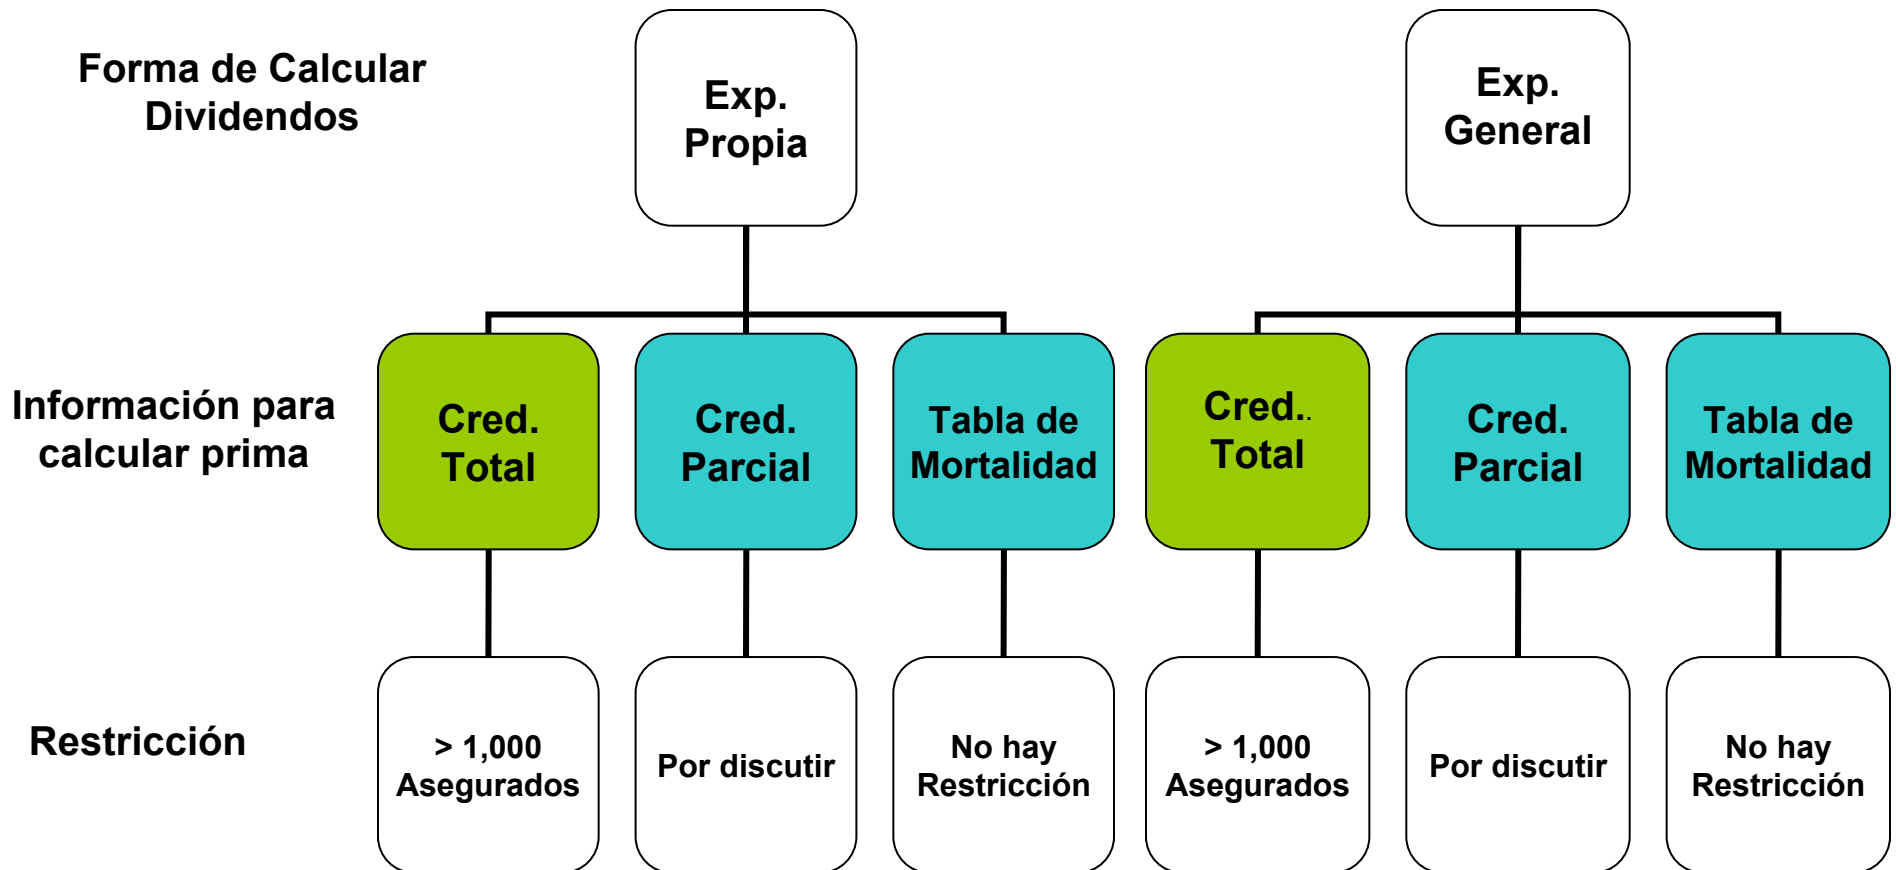 Forma de Calcular
Dividendos
Exp.
Propia
Exp.
General
Información para
calcular prima
Cred.
Total
Cred.
Parcial
Tabla de
Mortalidad
Cred..
Total
Cred.
Parcial
Tabla de
Mortalidad
Restricción
> 1,000
Asegurados
Por discutir
No hay
Restricción
> 1,000
Asegurados
Por discutir
No hay
Restricción